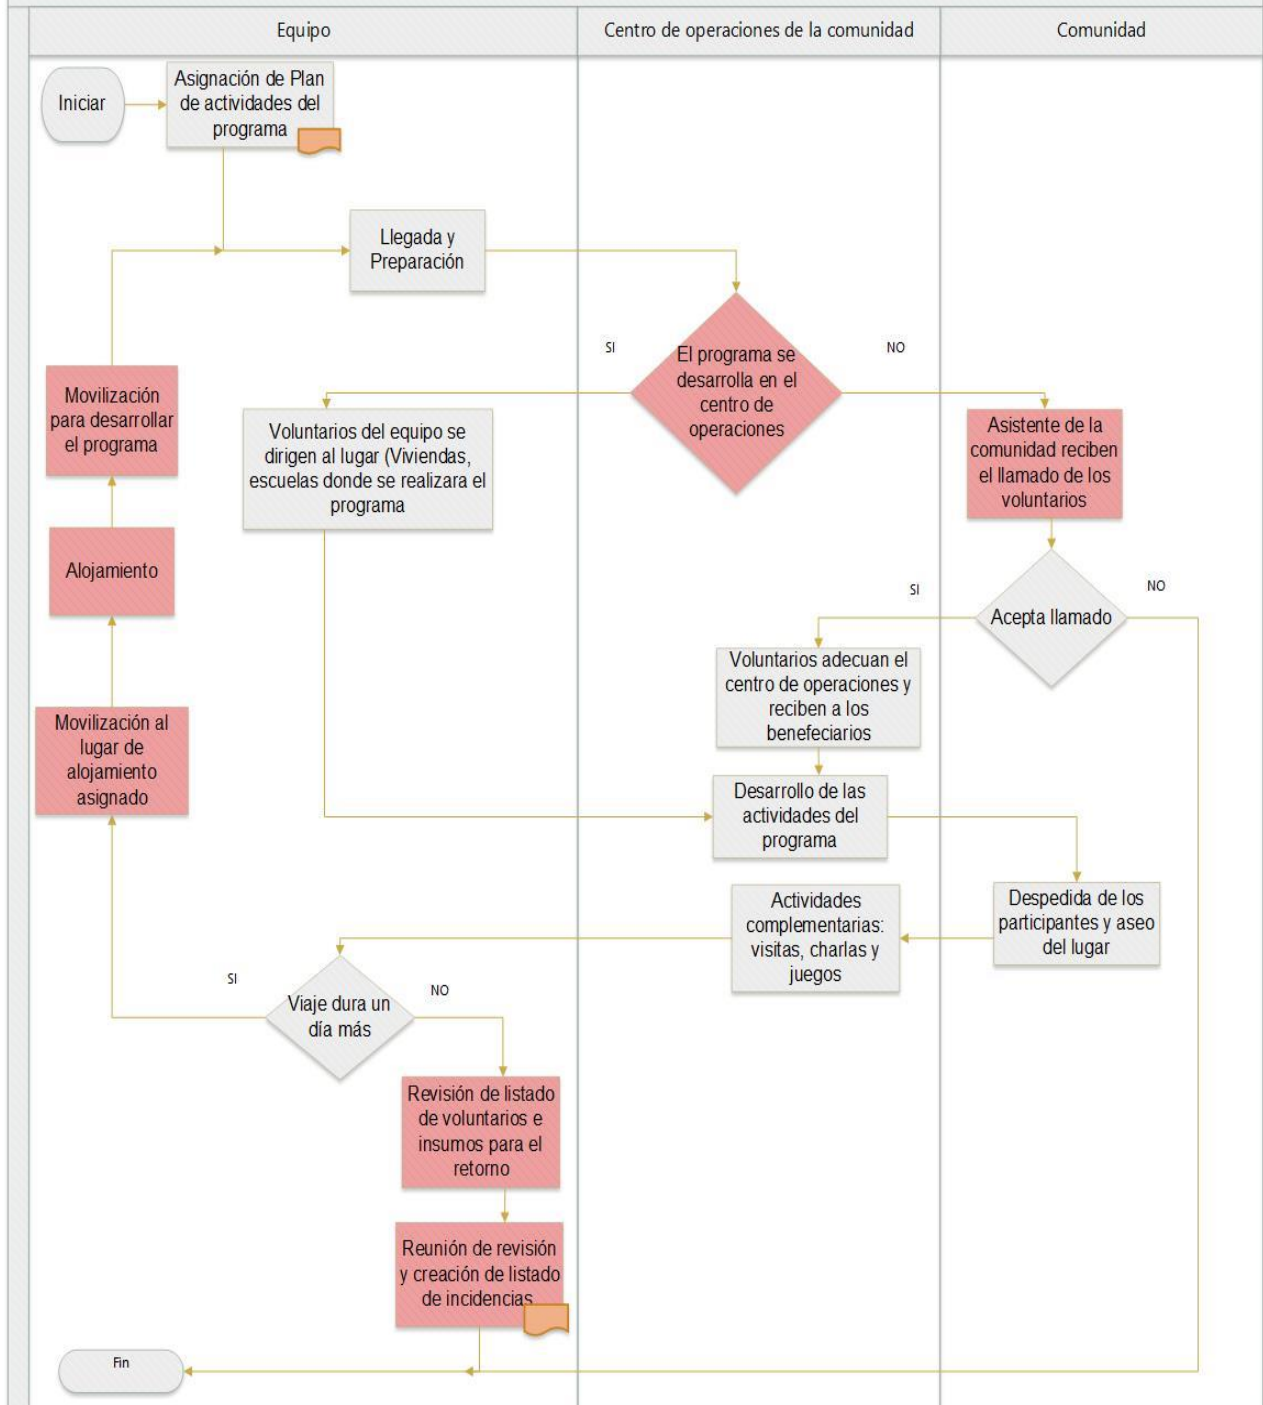 Equipo
Centro de operaciones de la comunidad
Comunidad
Iniciar
Asignación de Plan
de actividades del
programa
Llegada y
Preparación
SI
El programa se
desarrolla en el
centro de
operaciones
NO
Movilización
para desarrollar
el programa
Voluntarios del equipo se
dirigen al lugar (Viviendas,
escuelas donde se realizara el
programa
Asistente de la
comunidad reciben
el llamado de los
voluntarios
Alojamiento
SI
Acepta llamado
NO
Voluntarios adecuan el
centro de operaciones y
reciben a los
benefeciarios
Movilización al
lugar de
alojamiento
asignado
Desarrollo de las
actividades del
programa
Actividades
complementarias:
visitas, charlas y
juegos
Despedida de los
participantes y aseo
del lugar
SI
Viaje dura un
día más
NO
Revisión de listado
de voluntarios e
insumos para el
retorno
Reunión de revisión
y creación de listado
de incidencias
Fin